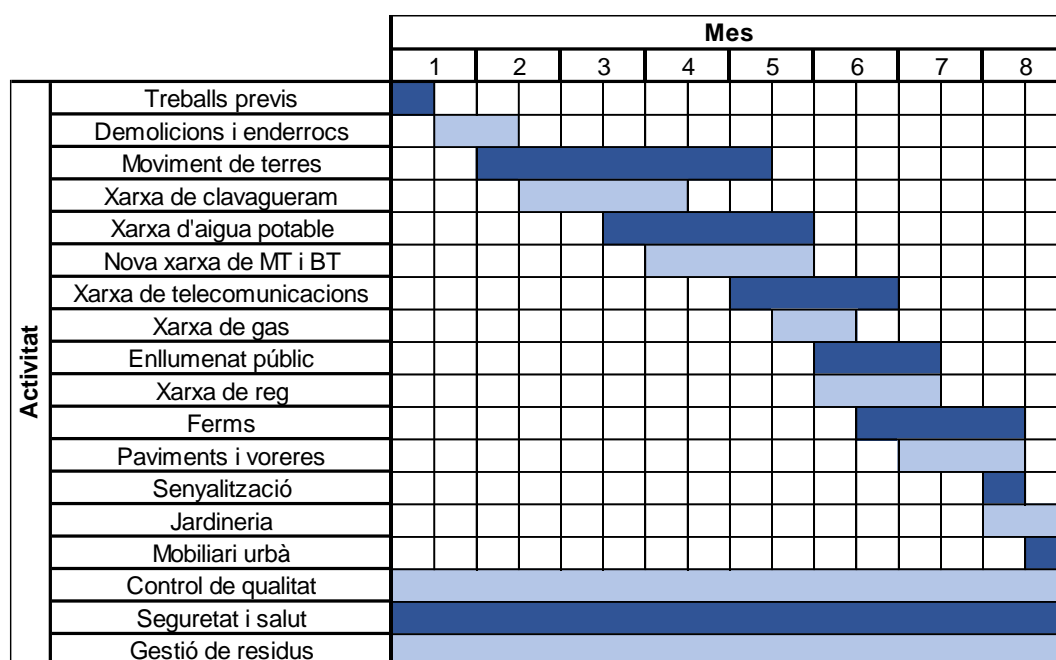 Mes
1 2 3 4 5 6 7 8
Activitat
Treballs previs
Demolicions i enderrocs
Moviment de terres
Xarxa de clavagueram
Xarxa d'aigua potable
Nova xarxa de MT i BT
Xarxa de telecomunicacions
Xarxa de gas
Enllumenat públic
Xarxa de reg
Ferms
Paviments i voreres
Senyalització
Jardineria
Mobiliari urbà
Control de qualitat
Seguretat i salut
Gestió de residus